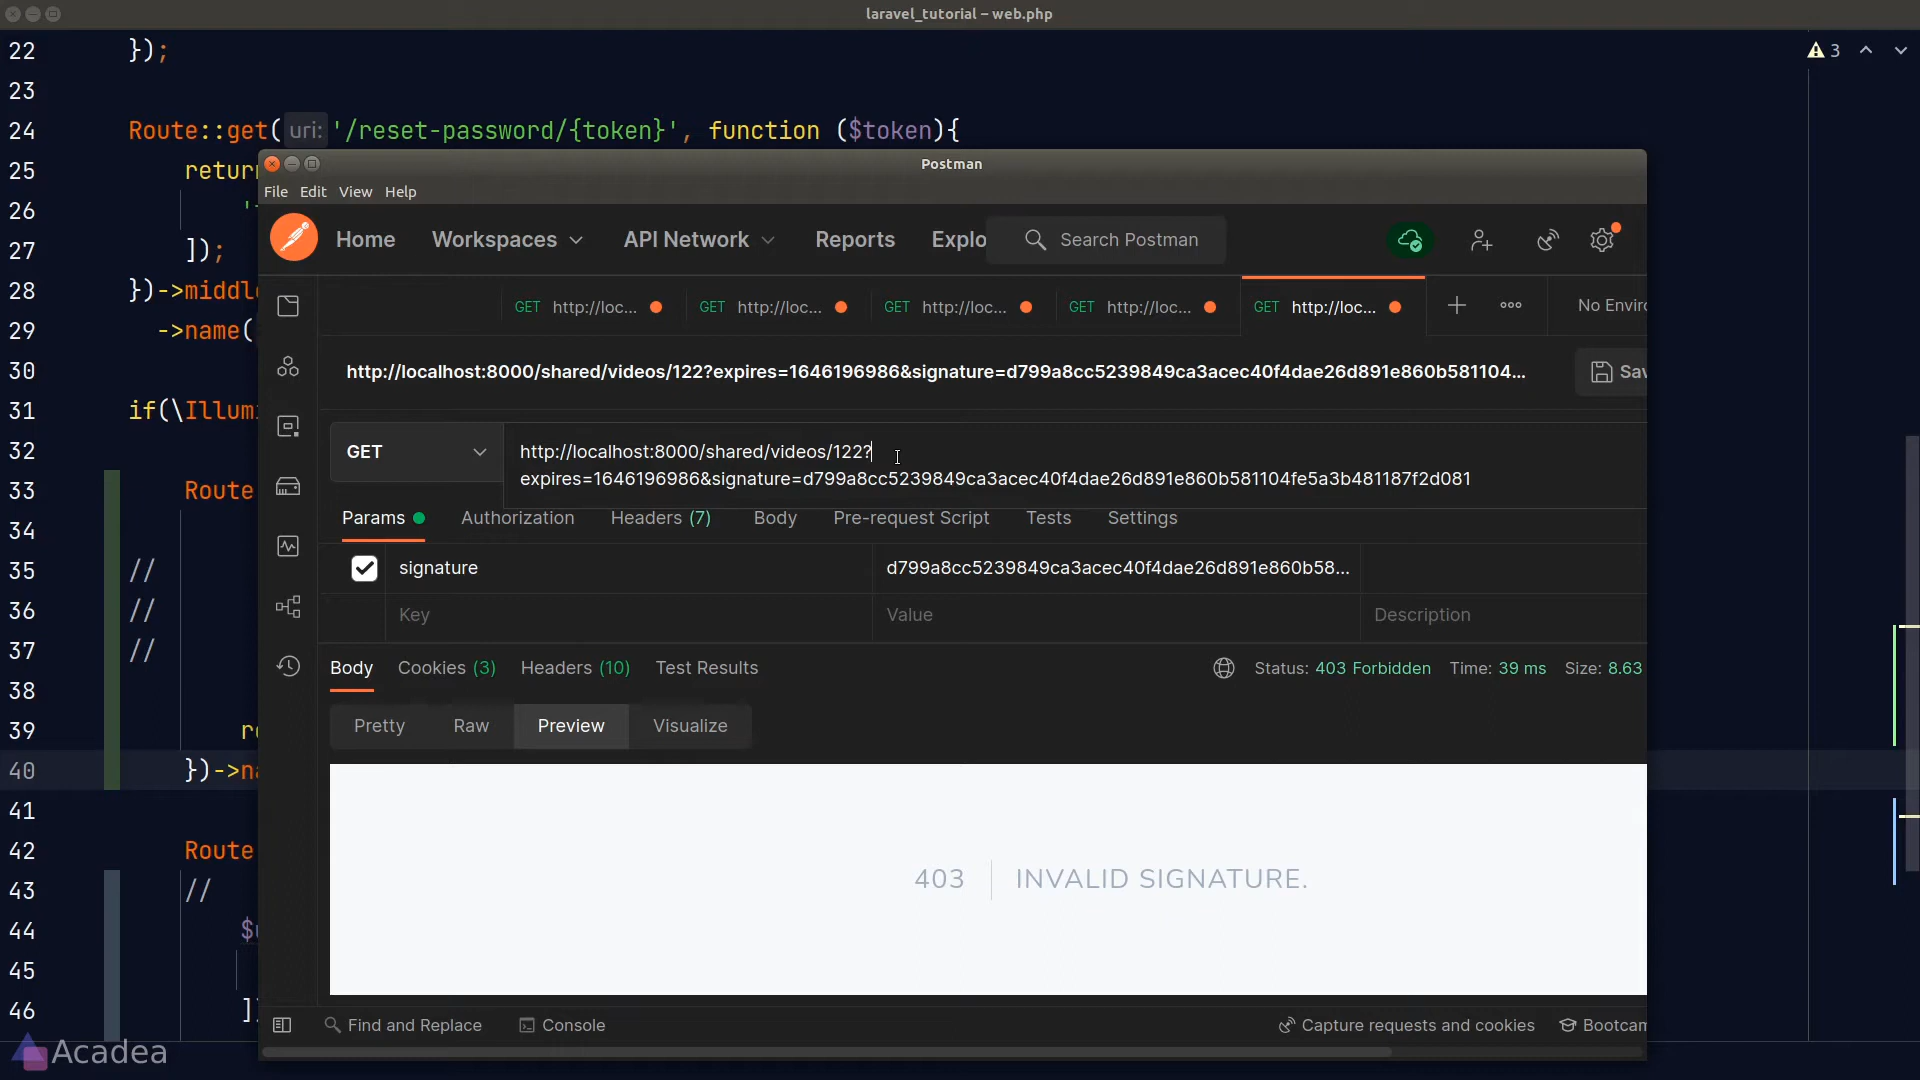 laravel_tutorial – web.php
22 });
3
23
24 Route::get( uri: '/reset-password/{token}', function ($token){
25 return
26
27 ]);
28 })->middle
29 ->name(
30
31 if(\Illum
32
33 Route
34
35 //
36 //
37 //
38
39 re
40 })->na
41
42 Route
43 //
44 $u
45
46 ]
Acadea
Postman
File Edit View Help
Home Workspaces API Network Reports Explo Search Postman
GET http://loc... GET http://loc... GET http://loc... GET http://loc... GET http://loc... No Enviro
http://localhost:8000/shared/videos/122?expires=1646196986&signature=d799a8cc5239849ca3acec40f4dae26d891e860b581104... Sav
GET http://localhost:8000/shared/videos/122?
expires=1646196986&signature=d799a8cc5239849ca3acec40f4dae26d891e860b581104fe5a3b481187f2d081
Params Authorization Headers (7) Body Pre-request Script Tests Settings
signature d799a8cc5239849ca3acec40f4dae26d891e860b58...
Key Value Description
Body Cookies (3) Headers (10) Test Results Status: 403 Forbidden Time: 39 ms Size: 8.63
Pretty Raw Preview Visualize
403 INVALID SIGNATURE.
Find and Replace Console Capture requests and cookies Bootcam